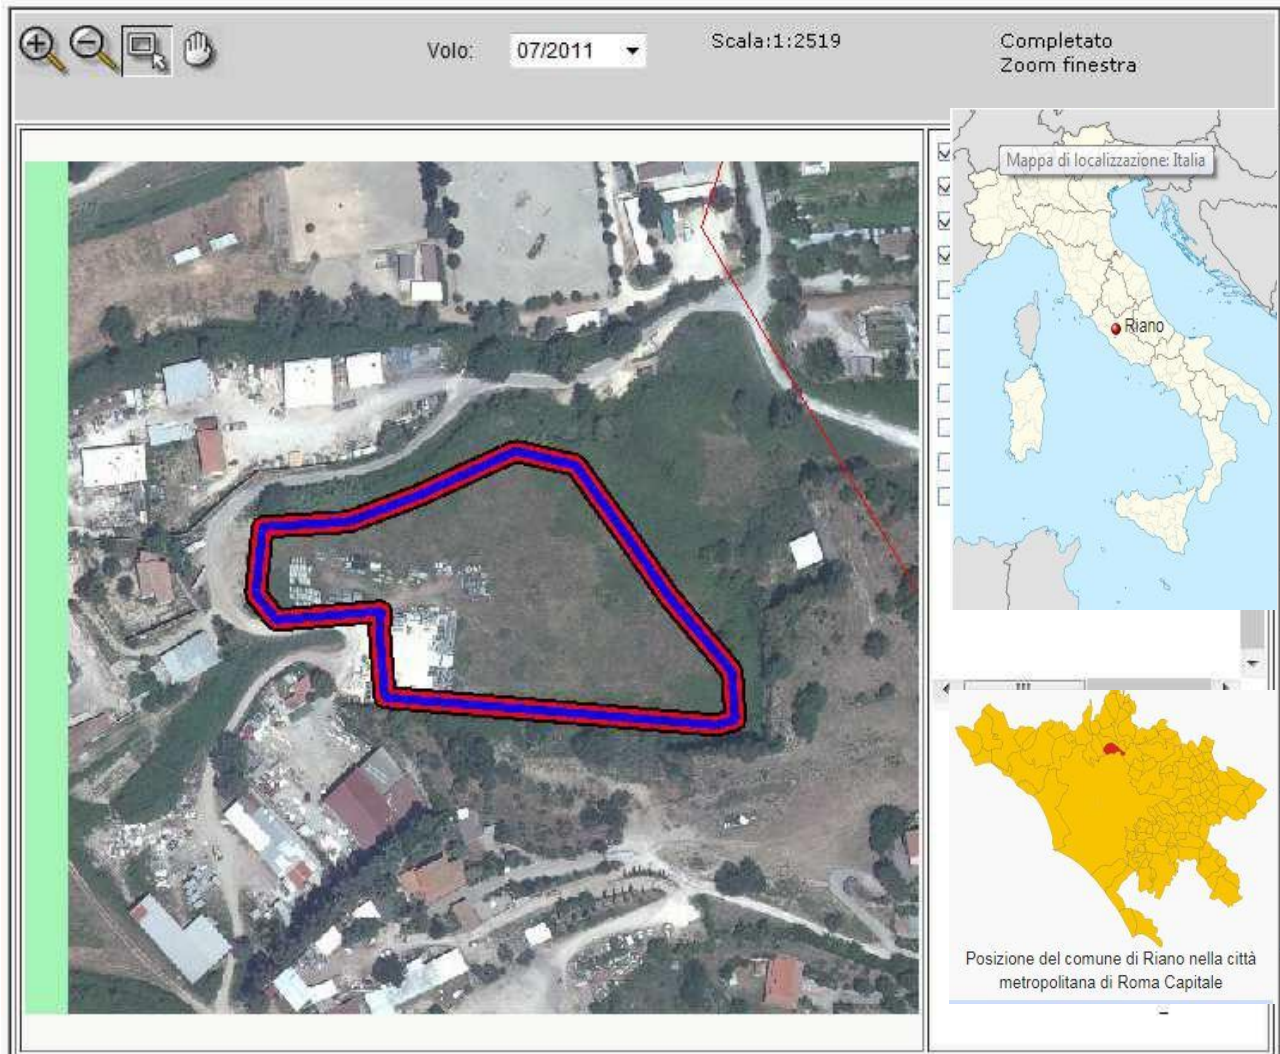 Volo:
07/2011
Scala:1:2519
Completato
Zoom finestra
Mappa di localizzazione: Italia
Riano
Posizione del comune di Riano nella città
metropolitana di Roma Capitale